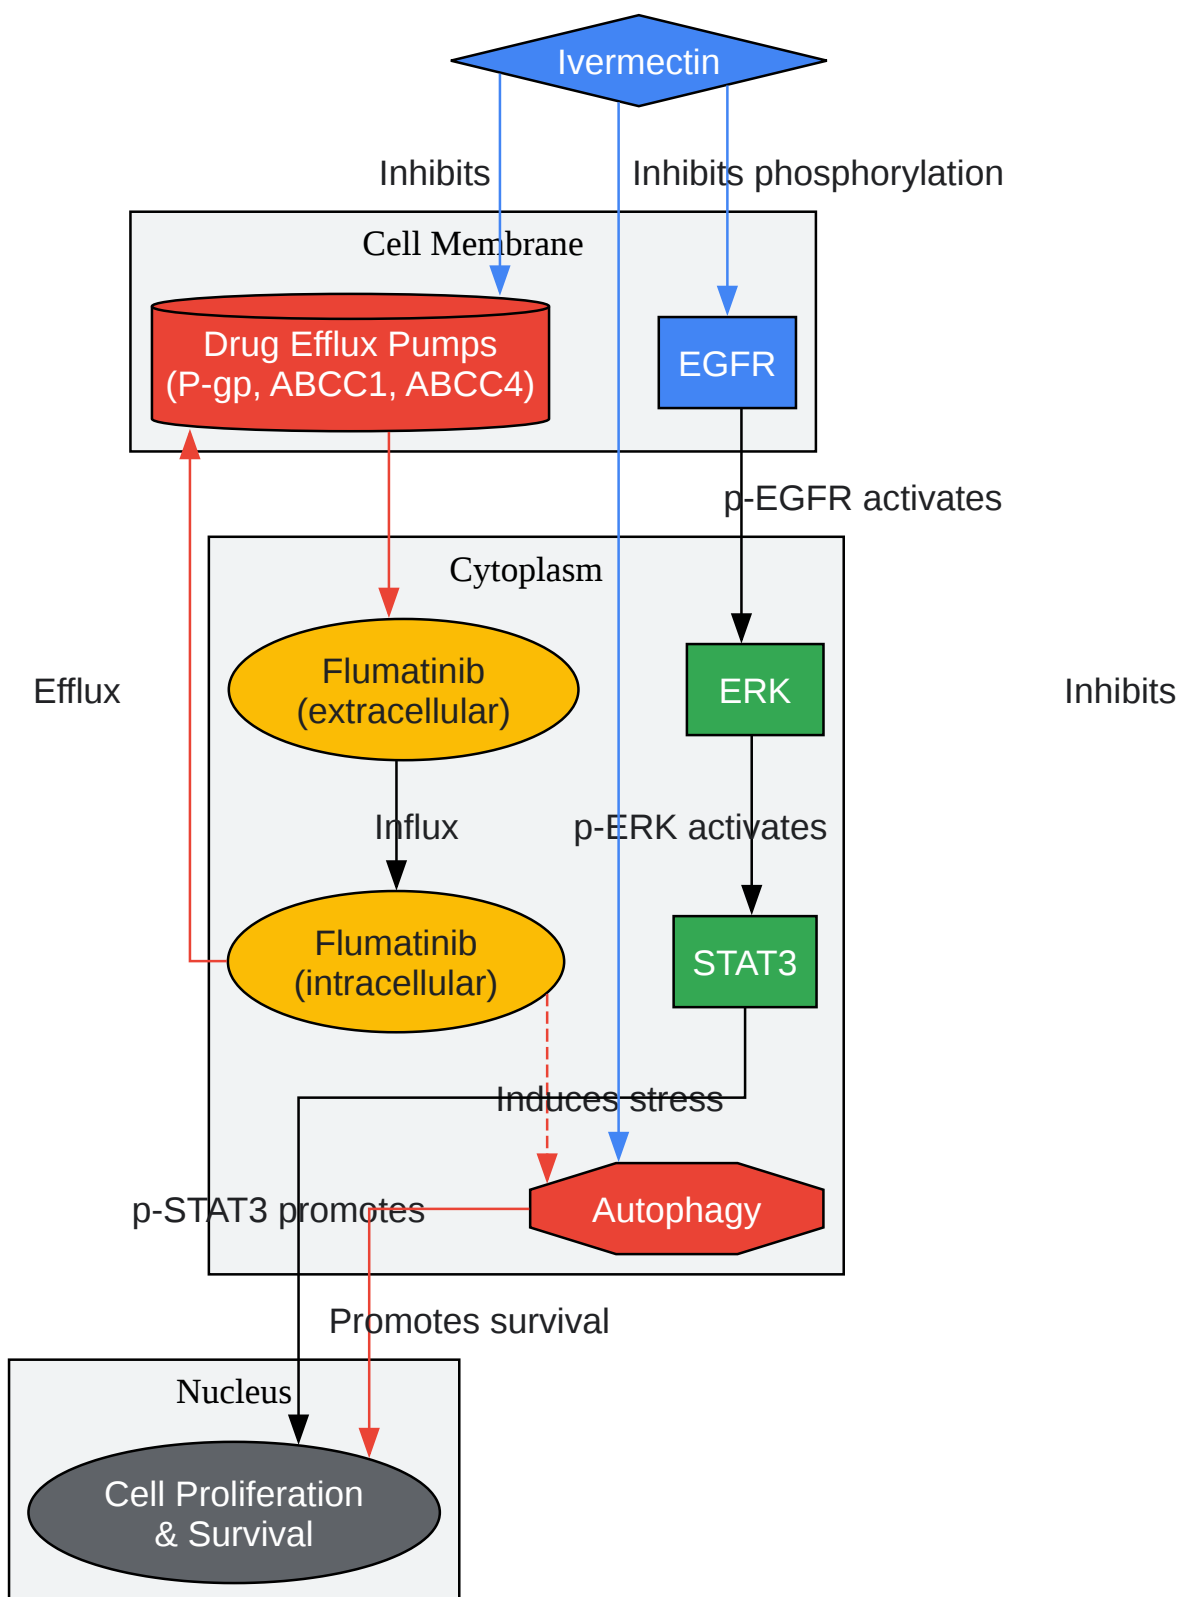 Ivermectin
Inhibits
Inhibits phosphorylation
Cell Membrane
Drug Efflux Pumps
(P-gp, ABCC1, ABCC4)
EGFR
p-EGFR activates
Cytoplasm
Flumatinib
(extracellular)
ERK
Efflux
Inhibits
Influx
p-ERK activates
Flumatinib
(intracellular)
STAT3
Induces stress
p-STAT3 promotes
Autophagy
Promotes survival
Nucleus
Cell Proliferation
& Survival